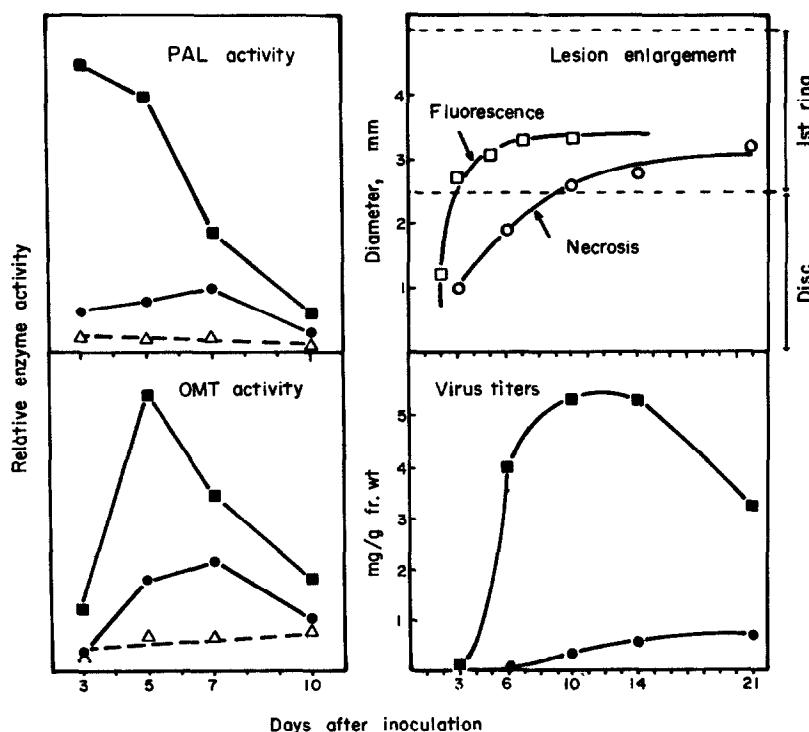 PAL activity
Lesion enlargement
4
Fluorescence
3
2
Necrosis
1
Diameter, mm
1st ring
Disc
Relative enzyme activity
OMT activity
Virus titers
5
4
3
2
1
mg/g fr. wt
3 5 7 10
3 6 10 14 21
Days after inoculation